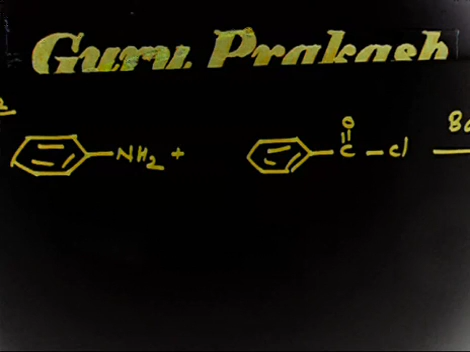 Guru Prakash
NH₂ +
O
C - Cl